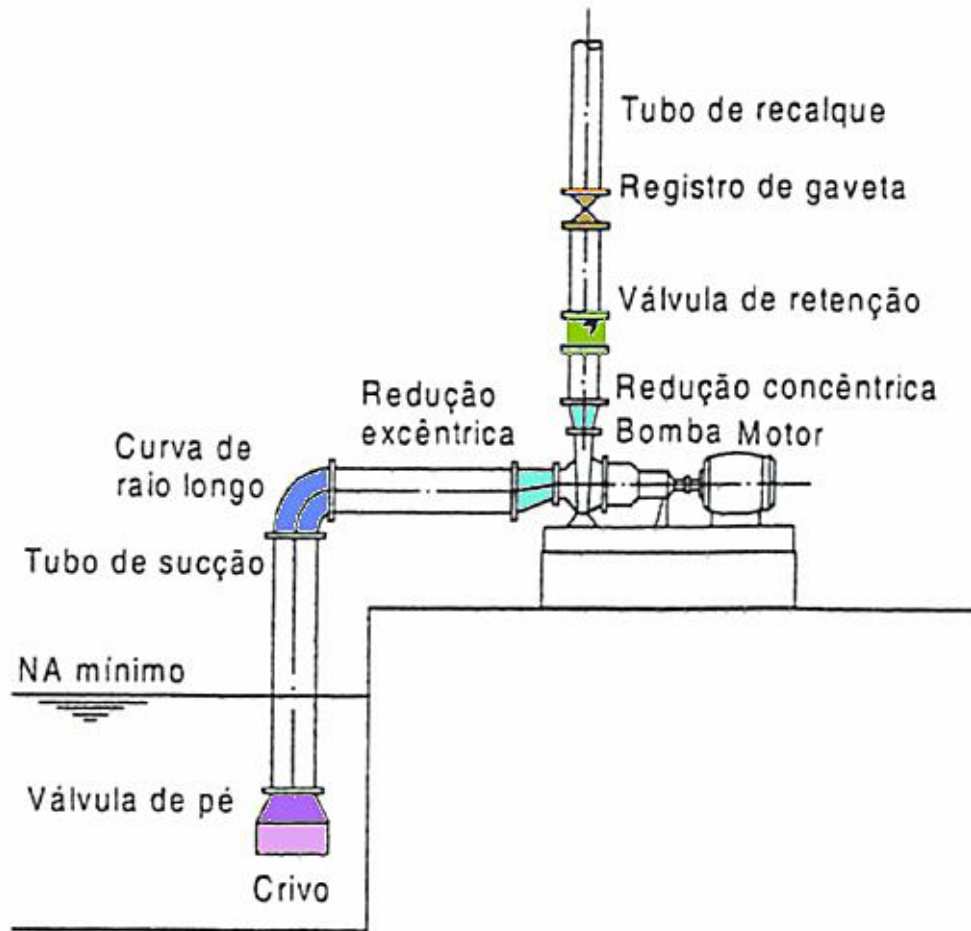 Tubo de recalque
Registro de gaveta
Válvula de retenção
Redução concêntrica
Redução
excêntrica
Bomba Motor
Curva de
raio longo
Tubo de sucção
NA mínimo
Válvula de pé
Crivo